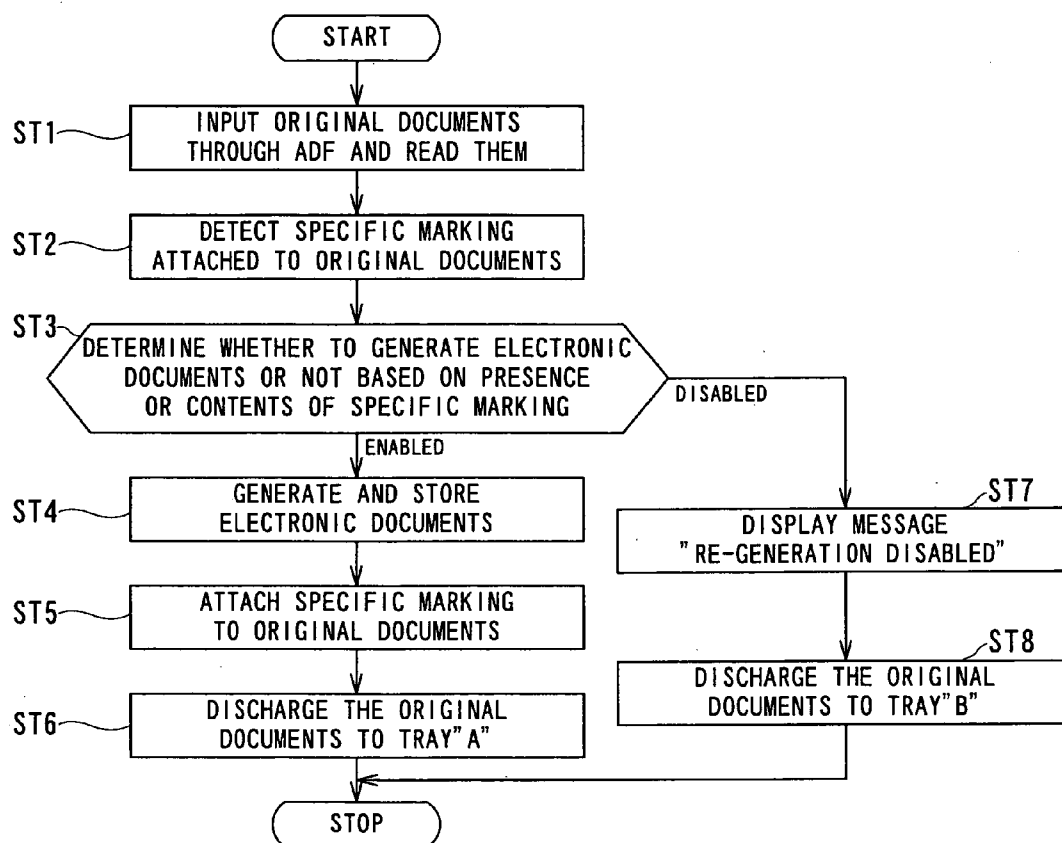 START
ST1
INPUT ORIGINAL DOCUMENTS
THROUGH ADF AND READ THEM
ST2
DETECT SPECIFIC MARKING
ATTACHED TO ORIGINAL DOCUMENTS
ST3
DETERMINE WHETHER TO GENERATE ELECTRONIC
DOCUMENTS OR NOT BASED ON PRESENCE
OR CONTENTS OF SPECIFIC MARKING
DISABLED
ENABLED
ST4
GENERATE AND STORE
ELECTRONIC DOCUMENTS
ST7
DISPLAY MESSAGE
"RE-GENERATION DISABLED"
ST5
ATTACH SPECIFIC MARKING
TO ORIGINAL DOCUMENTS
ST8
DISCHARGE THE ORIGINAL
DOCUMENTS TO TRAY"B"
ST6
DISCHARGE THE ORIGINAL
DOCUMENTS TO TRAY"A"
STOP